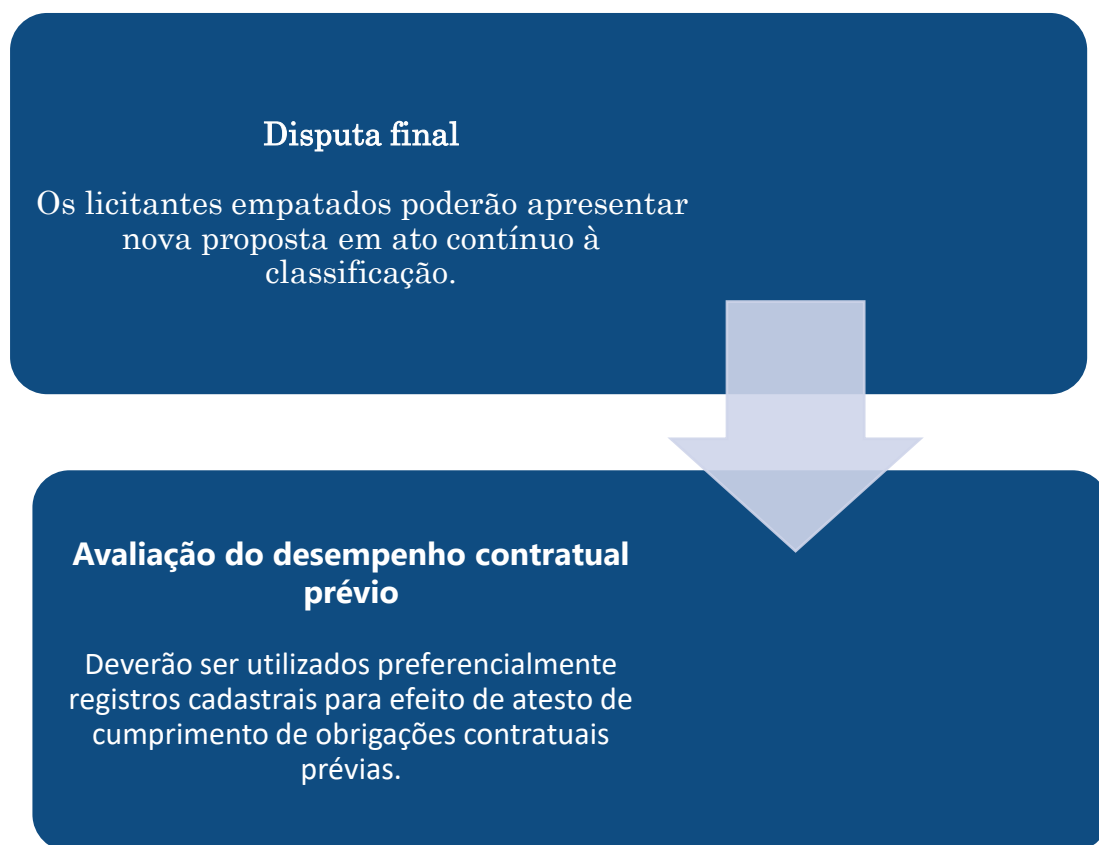 Disputa final
Os licitantes empatados poderão apresentar
nova proposta em ato contínuo à
classificação.
Avaliação do desempenho contratual
prévio
Deverão ser utilizados preferencialmente
registros cadastrais para efeito de atesto de
cumprimento de obrigações contratuais
prévias.